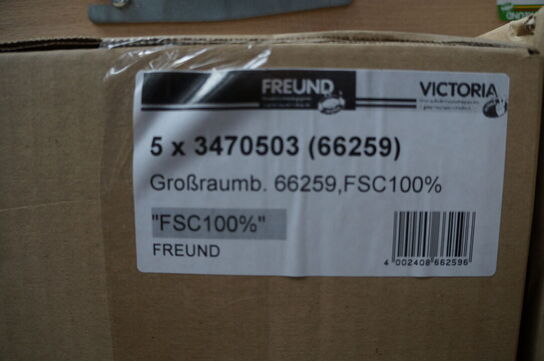 FREUND
VICTORIA
5 x 3470503 (66259)
Großraumb. 66259,FSC100%
"FSC100%"
FREUND
4 002408 662596